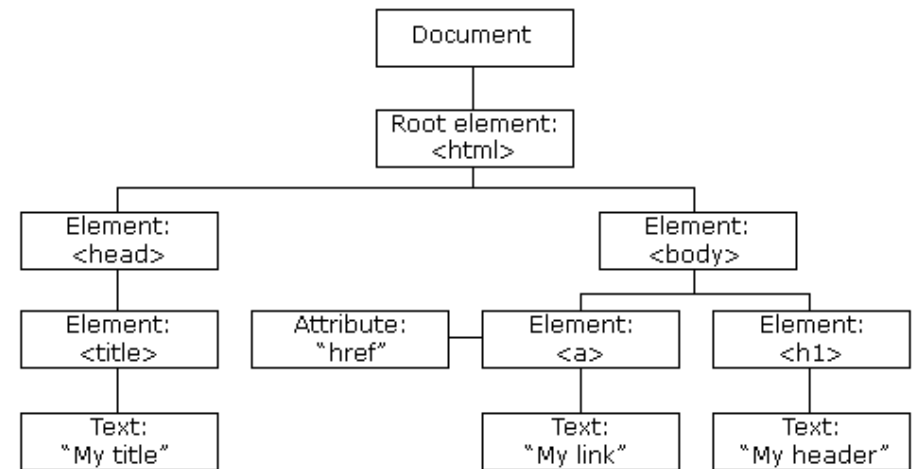 Document
Root element:
<html>
Element:
<head>
Element:
<body>
Element:
<title>
Attribute:
“href”
Element:
<a>
Element:
<h1>
Text:
“My title”
Text:
“My link”
Text:
“My header”